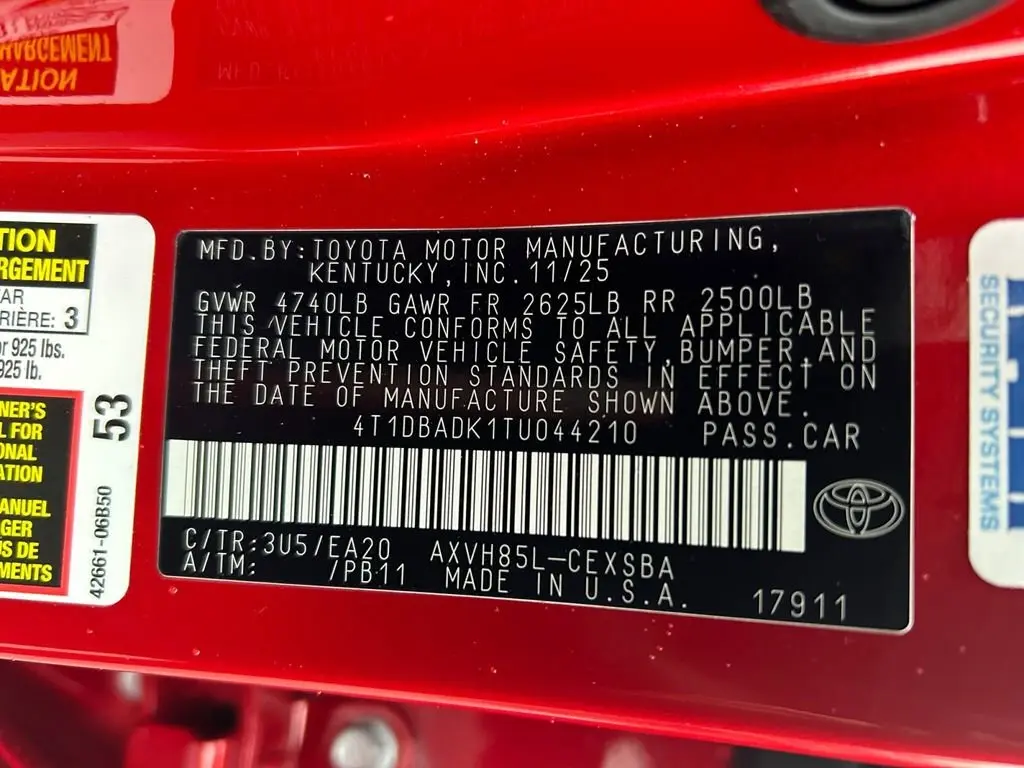 TION
RGEMENT
AR
RIÈRE: 3
or 925 lbs.
925 lb.
NER'S
L FOR
ONAL
ATION
ANUEL
GER
S DE
MENTS
53
42661-06B50
MFD.BY:TOYOTA MOTOR MANUFACTURING,
KENTUCKY,INC.11/25
GVWR 4740LB GAWR FR 2625LB RR 2500LB
THIS VEHICLE CONFORMS TO ALL APPLICABLE
FEDERAL MOTOR VEHICLE SAFETY,BUMPER,AND
THEFT PREVENTION STANDARDS IN EFFECT ON
THE DATE OF MANUFACTURE SHOWN ABOVE.
4T1DBADK1TU044210 PASS.CAR
C/TR:3U5/EA20 AXVH85L-CEXSBA
A/TM: /PB11 MADE IN U.S.A. 17911
SECURITY SYSTEMS